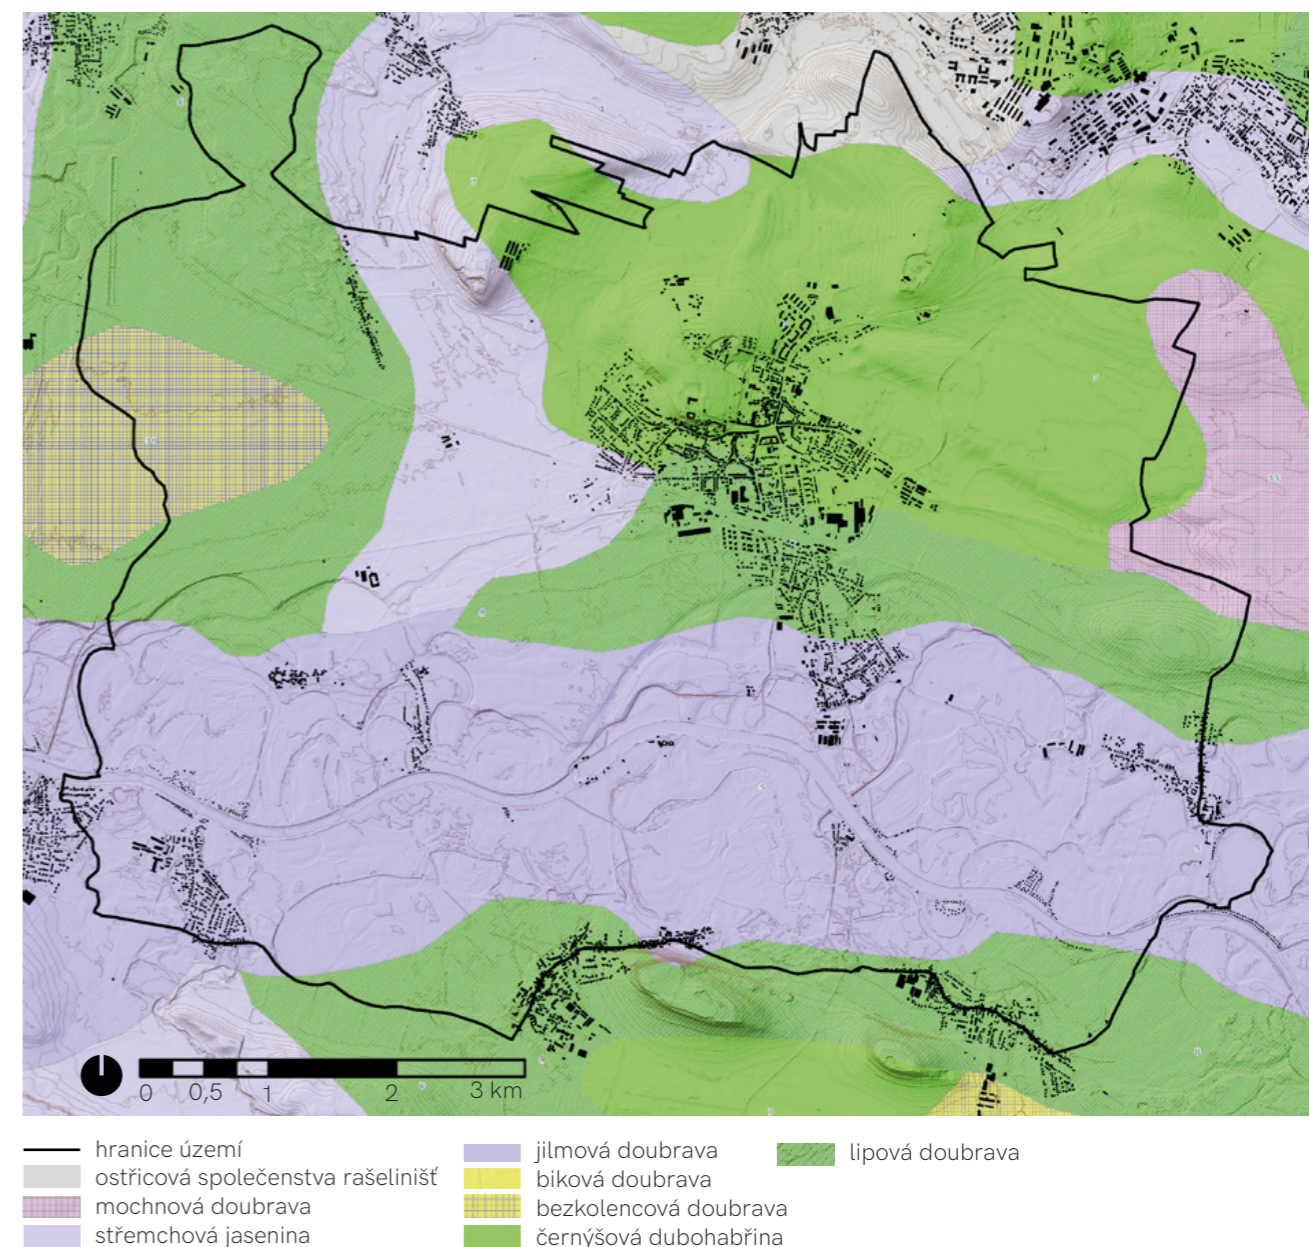 0 0,5 1 2 3 km
hranice území
ostřicová společenstva rašelinišť
mochnová doubrava
střemchová jasenina
jilmová doubrava
biková doubrava
bezkolencová doubrava
černýšová dubohabřina
lipová doubrava